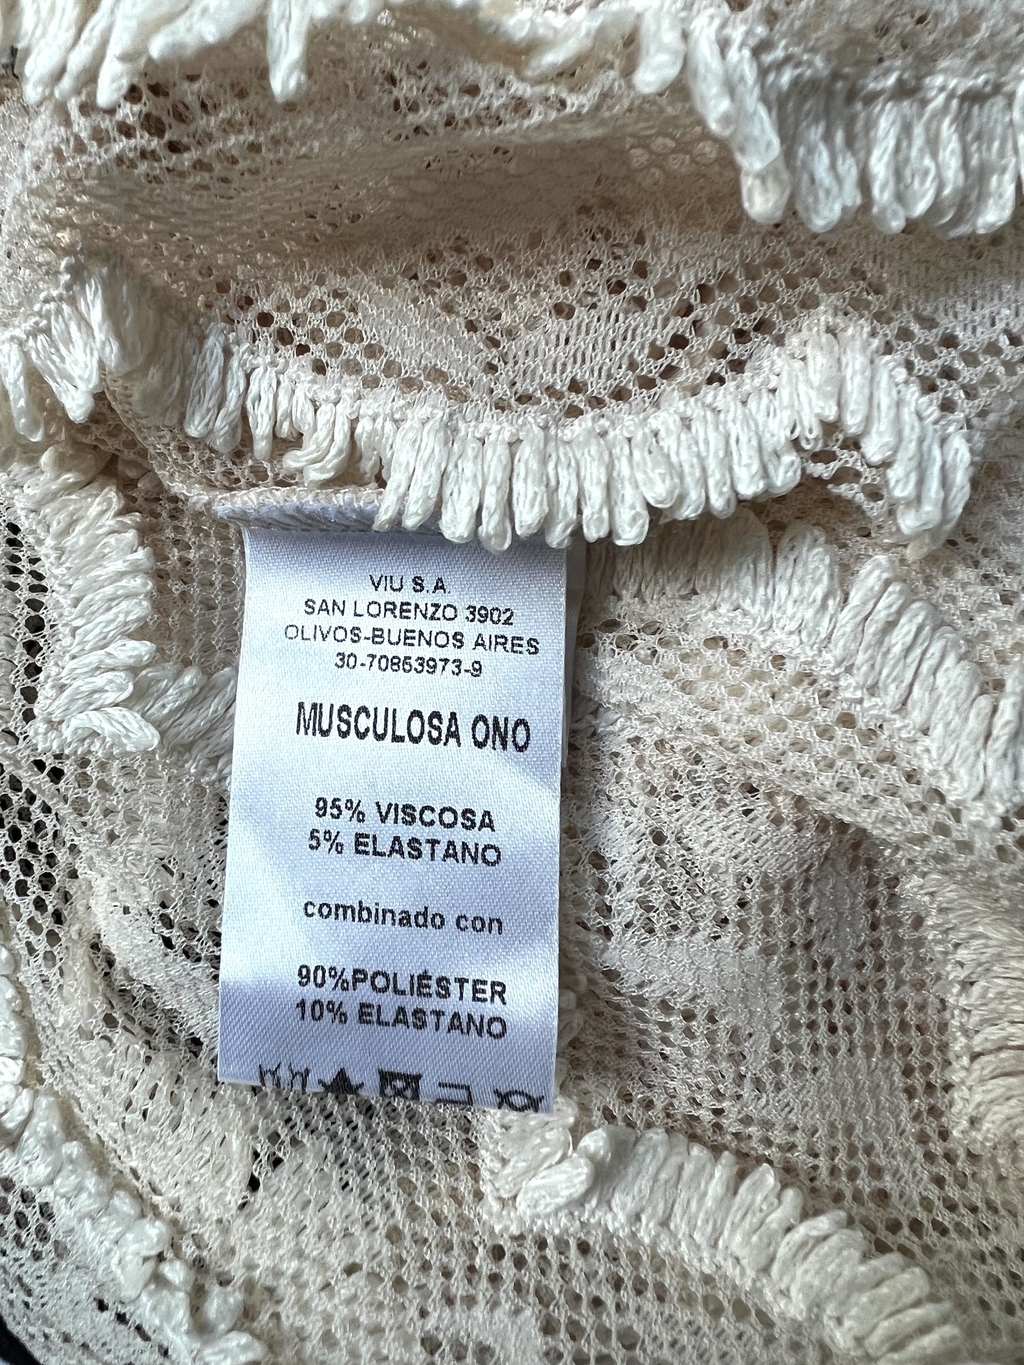 VIU S.A.
SAN LORENZO 3902
OLIVOS-BUENOS AIRES
30-70853973-9
MUSCULOSA ONO
95% VISCOSA
5% ELASTANO
combinado con
90%POLIÉSTER
10% ELASTANO